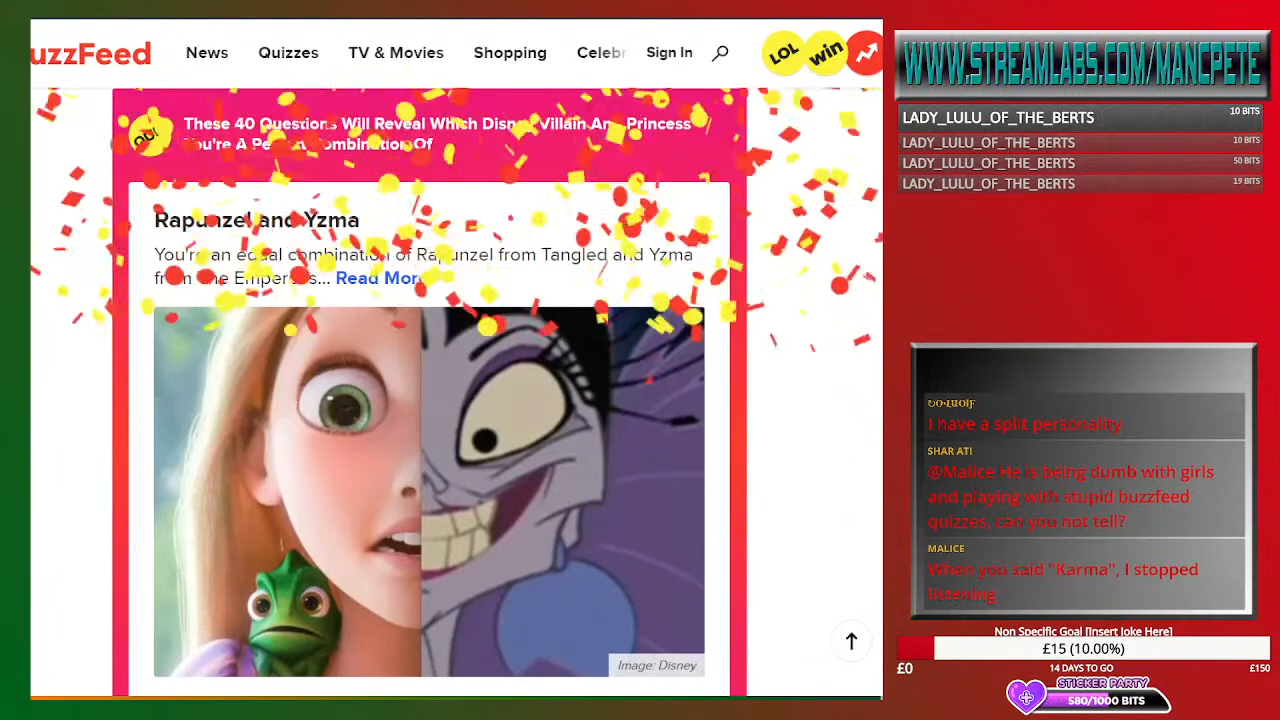 uzzFeed
News
Quizzes
TV & Movies
Shopping
Celebr
Sign In
LOL
win
These 40 Questions Will Reveal Which Disney Villain And Princess
You're A Perfect Combination Of
Rapunzel and Yzma
You're an equal combination of Rapunzel from Tangled and Yzma
from the Emperor's... Read More
Image: Disney
WWW.STREAMLABS.COM/MANCPETE
LADY_LULU_OF_THE_BERTS 10 BITS
LADY_LULU_OF_THE_BERTS 10 BITS
LADY_LULU_OF_THE_BERTS 50 BITS
LADY_LULU_OF_THE_BERTS 19 BITS
I have a split personality
SHAR ATI
@Malice He is being dumb with girls
and playing with stupid buzzfeed
quizzes, can you not tell?
MALICE
When you said "Karma", I stopped
listening
Non Specific Goal [Insert Joke Here]
£15 (10.00%)
£0
14 DAYS TO GO
£150
STICKER PARTY
580/1000 BITS